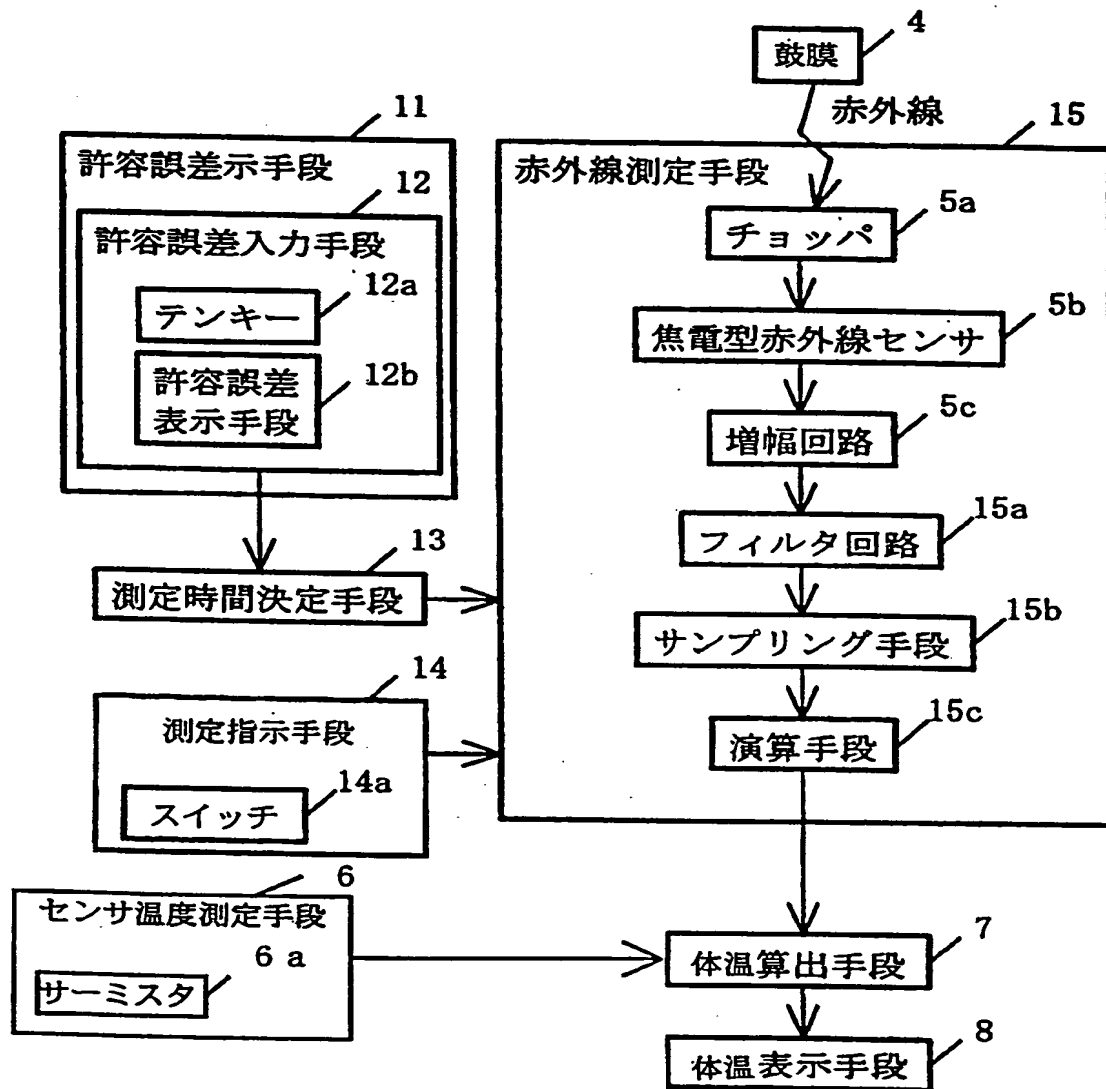 4
鼓膜
赤外線
11
許容誤差示手段
12
許容誤差入力手段
12a
テンキー
12b
許容誤差
表示手段
13
測定時間決定手段
14
測定指示手段
14a
スイッチ
6
センサ温度測定手段
6 a
サーミスタ
15
赤外線測定手段
5a
チョッパ
5b
焦電型赤外線センサ
5c
増幅回路
15a
フィルタ回路
15b
サンプリング手段
15c
演算手段
7
体温算出手段
8
体温表示手段